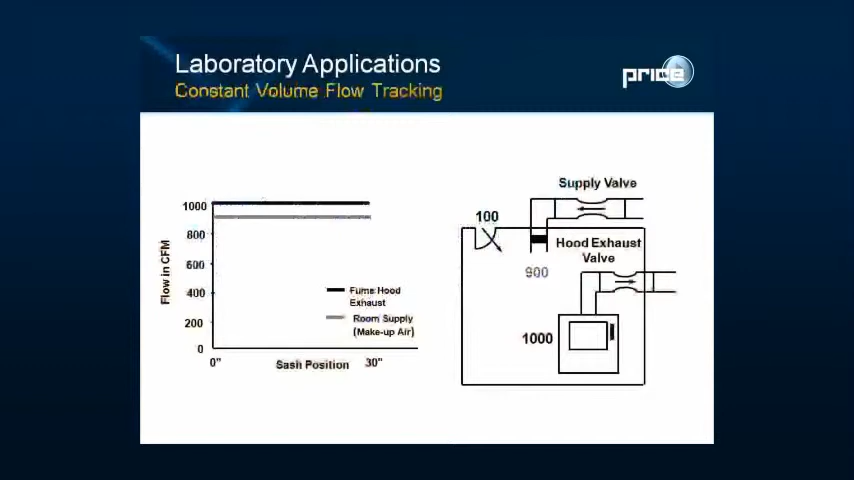 Laboratory Applications
Constant Volume Flow Tracking
price
1000
800
600
400
200
0
Flow in CFM
0"
Sash Position
30"
Fume Hood
Exhaust
Room Supply
(Make-up Air)
Supply Valve
100
Hood Exhaust
Valve
900
1000